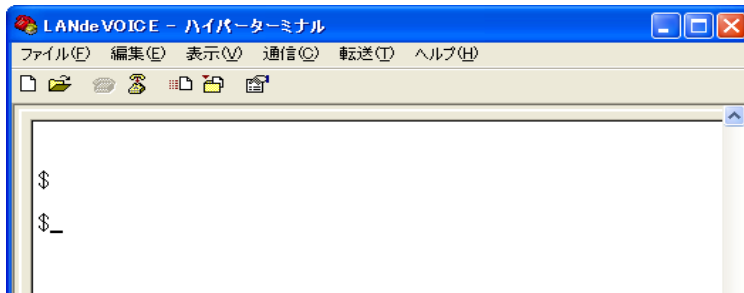 LANdeVOICE - ハイパーターミナル
ファイル(F) 編集(E) 表示(V) 通信(C) 転送(T) ヘルプ(H)
$
$_